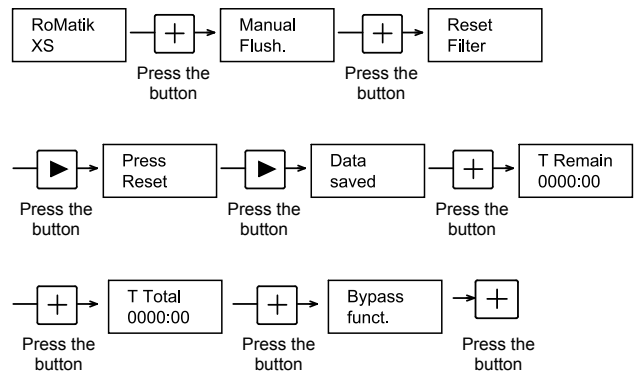 RoMatik
XS
+
Manual
Flush.
+
Reset
Filter
Press the
button
Press the
button
Press
Reset
Data
saved
+
T Remain
0000:00
Press the
button
Press the
button
Press the
button
+
T Total
0000:00
+
Bypass
funct.
+
Press the
button
Press the
button
Press the
button